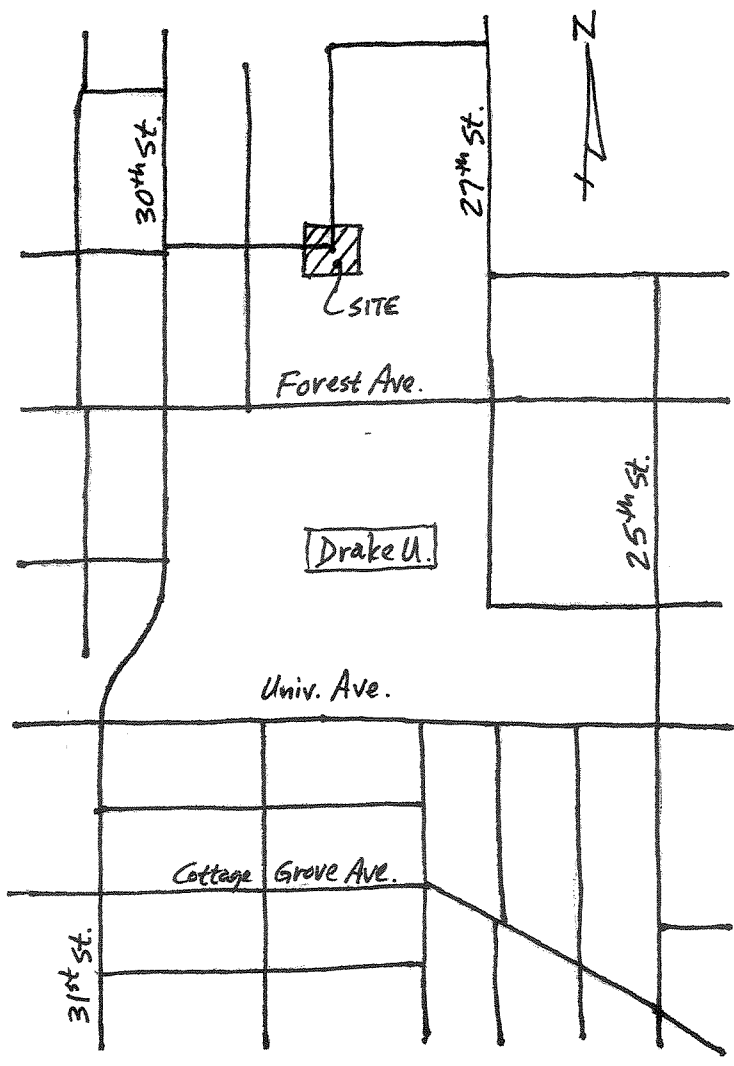 N
30th St.
27th St.
SITE
Forest Ave.
25th St.
Drake U.
Univ. Ave.
Cottage Grove Ave.
31st St.